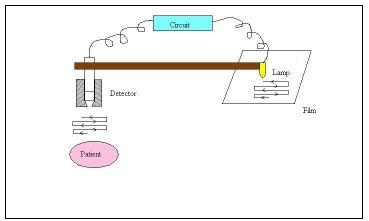 Circuit
Lamp
Detector
Film
Patient